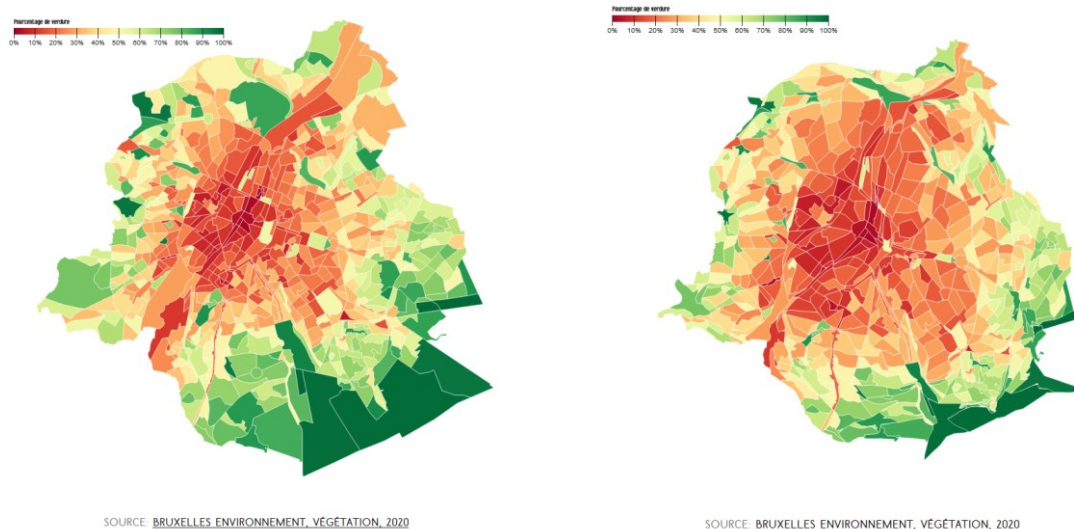 Pourcentage de verdure
0% 10% 20% 30% 40% 50% 60% 70% 80% 90% 100%
SOURCE: BRUXELLES ENVIRONNEMENT, VÉGÉTATION, 2020
Pourcentage de verdure
0% 10% 20% 30% 40% 50% 60% 70% 80% 90% 100%
SOURCE: BRUXELLES ENVIRONNEMENT, VÉGÉTATION, 2020